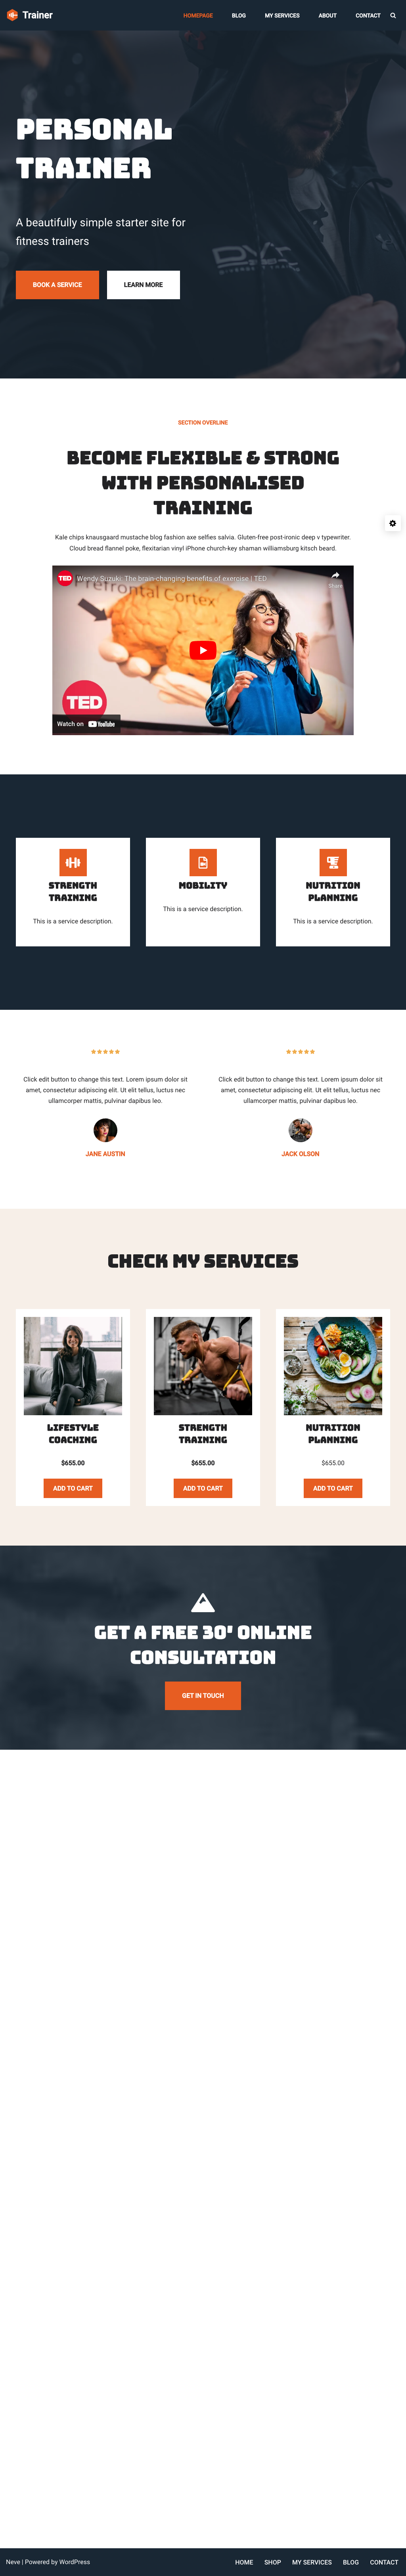 Trainer
HOMEPAGE BLOG MY SERVICES ABOUT CONTACT
PERSONAL
TRAINER
A beautifully simple starter site for
fitness trainers
BOOK A SERVICE LEARN MORE
SECTION OVERLINE
BECOME FLEXIBLE & STRONG
WITH PERSONALISED
TRAINING
Kale chips knausgaard mustache blog fashion axe selfies salvia. Gluten-free post-ironic deep v typewriter.
Cloud bread flannel poke, flexitarian vinyl iPhone church-key shaman williamsburg kitsch beard.
TED Wendy Suzuki: The brain-changing benefits of exercise | TED
Share
Prefrontal Cortex
TED
Watch on YouTube
STRENGTH
TRAINING
This is a service description.
MOBILITY
This is a service description.
NUTRITION
PLANNING
This is a service description.
Click edit button to change this text. Lorem ipsum dolor sit
amet, consectetur adipiscing elit. Ut elit tellus, luctus nec
ullamcorper mattis, pulvinar dapibus leo.
JANE AUSTIN
Click edit button to change this text. Lorem ipsum dolor sit
amet, consectetur adipiscing elit. Ut elit tellus, luctus nec
ullamcorper mattis, pulvinar dapibus leo.
JACK OLSON
CHECK MY SERVICES
LIFESTYLE
COACHING
$655.00
ADD TO CART
STRENGTH
TRAINING
$655.00
ADD TO CART
NUTRITION
PLANNING
$655.00
ADD TO CART
GET A FREE 30' ONLINE
CONSULTATION
GET IN TOUCH
Neve | Powered by WordPress
HOME SHOP MY SERVICES BLOG CONTACT